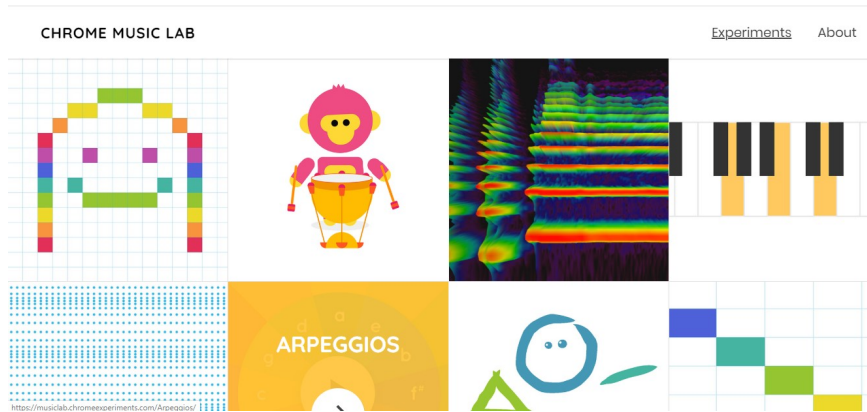 CHROME MUSIC LAB
Experiments About
ARPEGGIOS
d a e
g b
c f°
https://musiclab.chromeexperiments.com/Arpeggios/